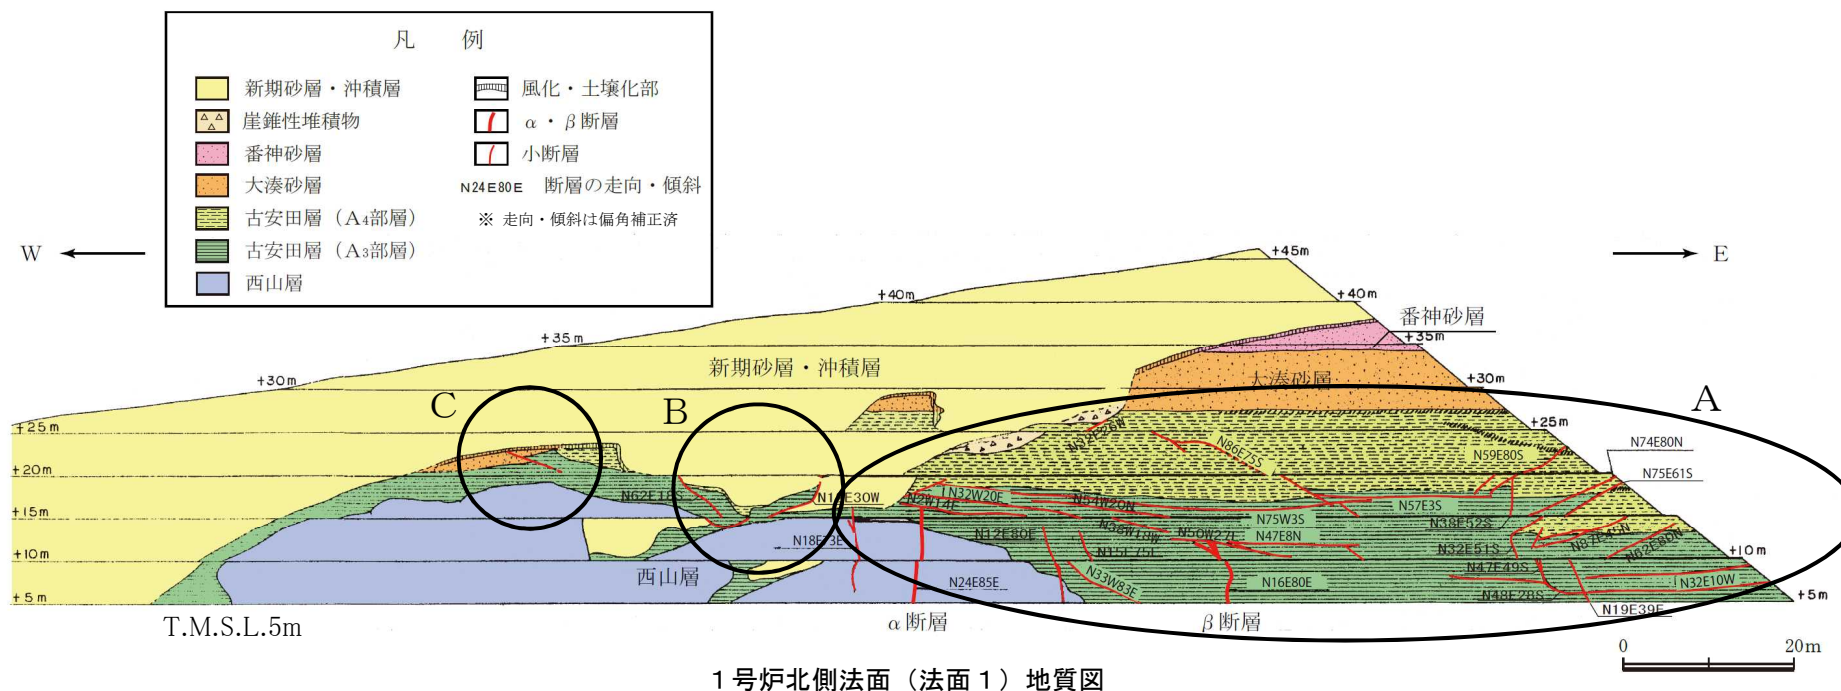 凡 例
新期砂層・沖積層
崖錐性堆積物
番神砂層
大湊砂層
古安田層（A4部層）
古安田層（A3部層）
西山層
風化・土壌化部
α・β断層
小断層
N24E80E 断層の走向・傾斜
※ 走向・傾斜は偏角補正済
W
E
+45m
+40m
+40m
番神砂層
+35m
+35m
新期砂層・沖積層
+30m
大湊砂層
+30m
C
B
A
+25m
+25m
N86E75S
N59E80S
N74E80N
+20m
N75E61S
N62E18S
N32W20E
N2W14E
N54W20N
N57E3S
N75W3S
+15m
N38E52S
N12E80E
N50W27E
N47E8N
N18E73E
N15E75E
N32E51S
N62E80N
+10m
+10m
西山層
N33W83E
N24E85E
N16E80E
N47E49S
N32E10W
N48E28S
+5m
+5m
N19E39E
T.M.S.L.5m
α断層
β断層
0
20m
1号炉北側法面（法面1）地質図